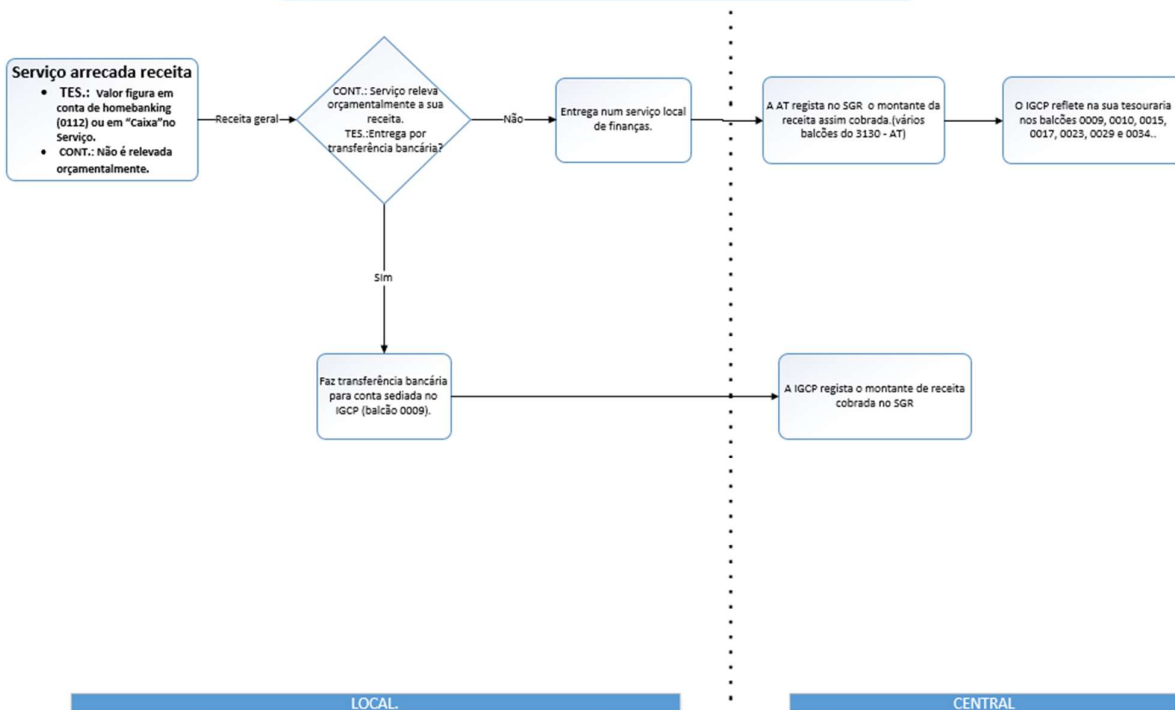 Serviço arrecada receita
• TES.: Valor figura em
conta de homebanking
(0112) ou em “Caixa”no
Serviço.
• CONT.: Não é relevada
orçamentalmente.
Receita geral
CONT.: Serviço releva
orçamentalmente a sua
receita.
TES.:Entrega por
transferência bancária?
Não
Entrega num serviço local
de finanças.
A AT regista no SGR o montante da
receita assim cobrada.(vários
balcões do 3130 - AT)
O IGCP reflete na sua tesouraria
nos balcões 0009, 0010, 0015,
0017, 0023, 0029 e 0034..
Sim
Faz transferência bancária
para conta sediada no
IGCP (balcão 0009).
A IGCP regista o montante de receita
cobrada no SGR
LOCAL.
CENTRAL